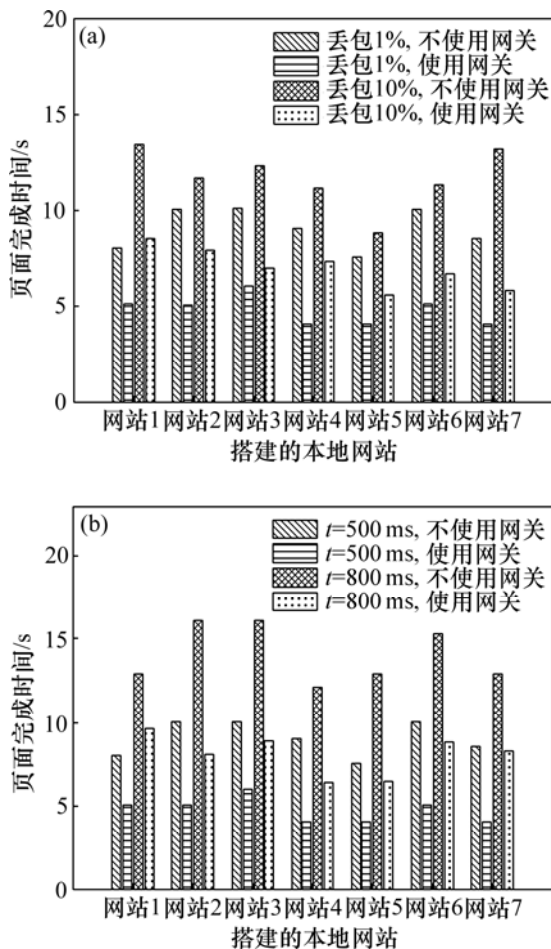 (a)
丢包1%, 不使用网关
丢包1%, 使用网关
丢包10%, 不使用网关
丢包10%, 使用网关
页面完成时间/s
20
15
10
5
0
网站1 网站2 网站3 网站4 网站5 网站6 网站7
搭建的本地网站
(b)
t=500 ms, 不使用网关
t=500 ms, 使用网关
t=800 ms, 不使用网关
t=800 ms, 使用网关
页面完成时间/s
20
15
10
5
0
网站1 网站2 网站3 网站4 网站5 网站6 网站7
搭建的本地网站